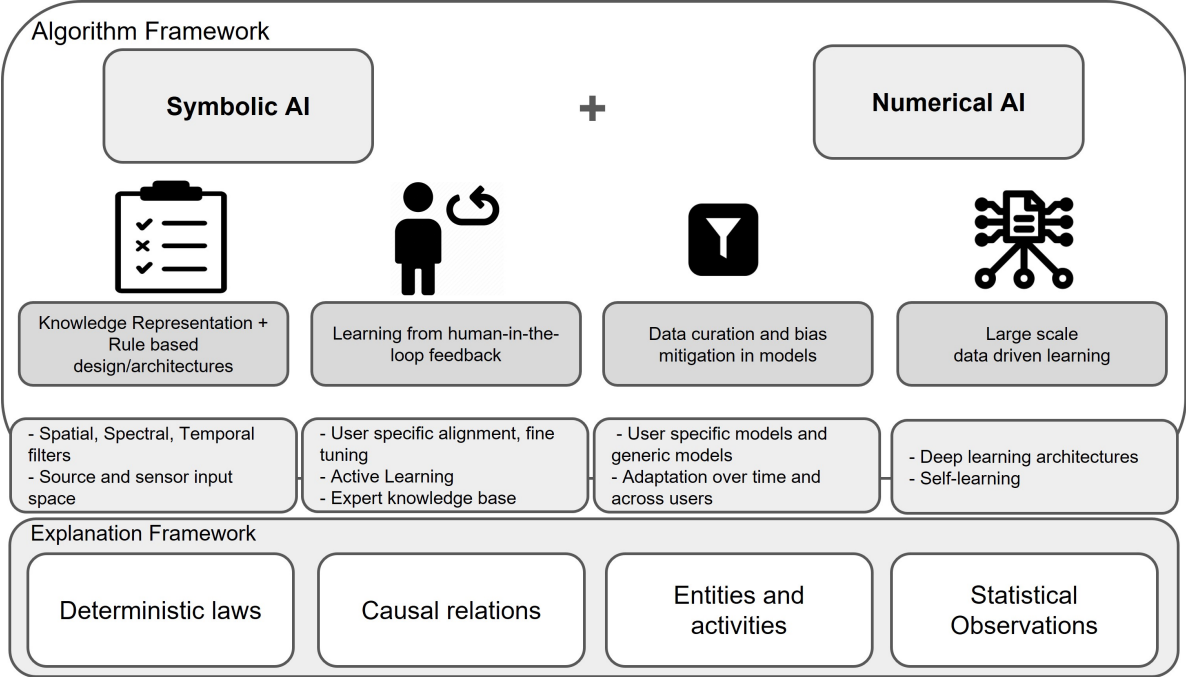 Algorithm Framework
Symbolic AI
+
Numerical AI
Knowledge Representation +
Rule based
design/architectures
Learning from human-in-the-
loop feedback
Data curation and bias
mitigation in models
Large scale
data driven learning
- Spatial, Spectral, Temporal
filters
- Source and sensor input
space
- User specific alignment, fine
tuning
- Active Learning
- Expert knowledge base
- User specific models and
generic models
- Adaptation over time and
across users
- Deep learning architectures
- Self-learning
Explanation Framework
Deterministic laws
Causal relations
Entities and
activities
Statistical
Observations